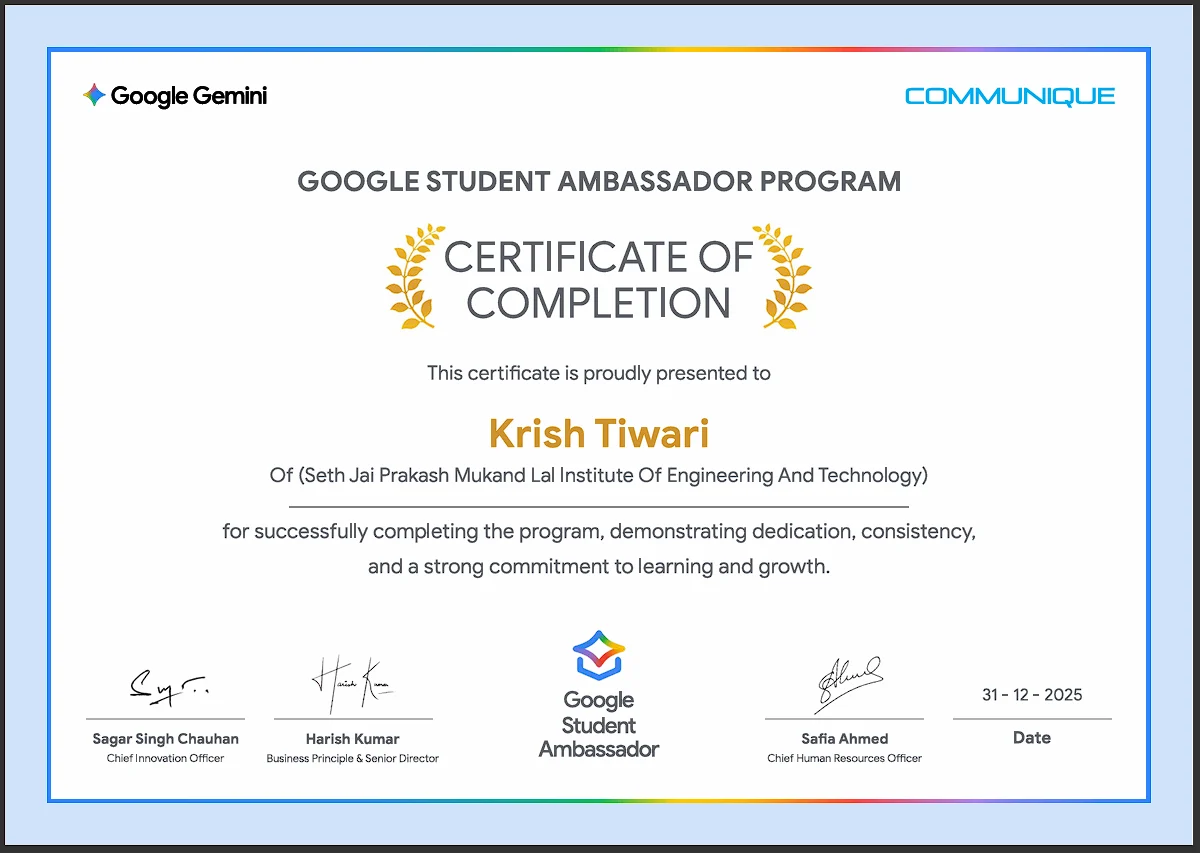 Google Gemini
COMMUNIQUE
GOOGLE STUDENT AMBASSADOR PROGRAM
CERTIFICATE OF
COMPLETION
This certificate is proudly presented to
Krish Tiwari
Of (Seth Jai Prakash Mukand Lal Institute Of Engineering And Technology)
for successfully completing the program, demonstrating dedication, consistency,
and a strong commitment to learning and growth.
Harish Kumar
Sagar Singh Chauhan
Chief Innovation Officer
Harish Kumar
Business Principle & Senior Director
Google
Student
Ambassador
Safia Ahmed
Chief Human Resources Officer
31 - 12 - 2025
Date